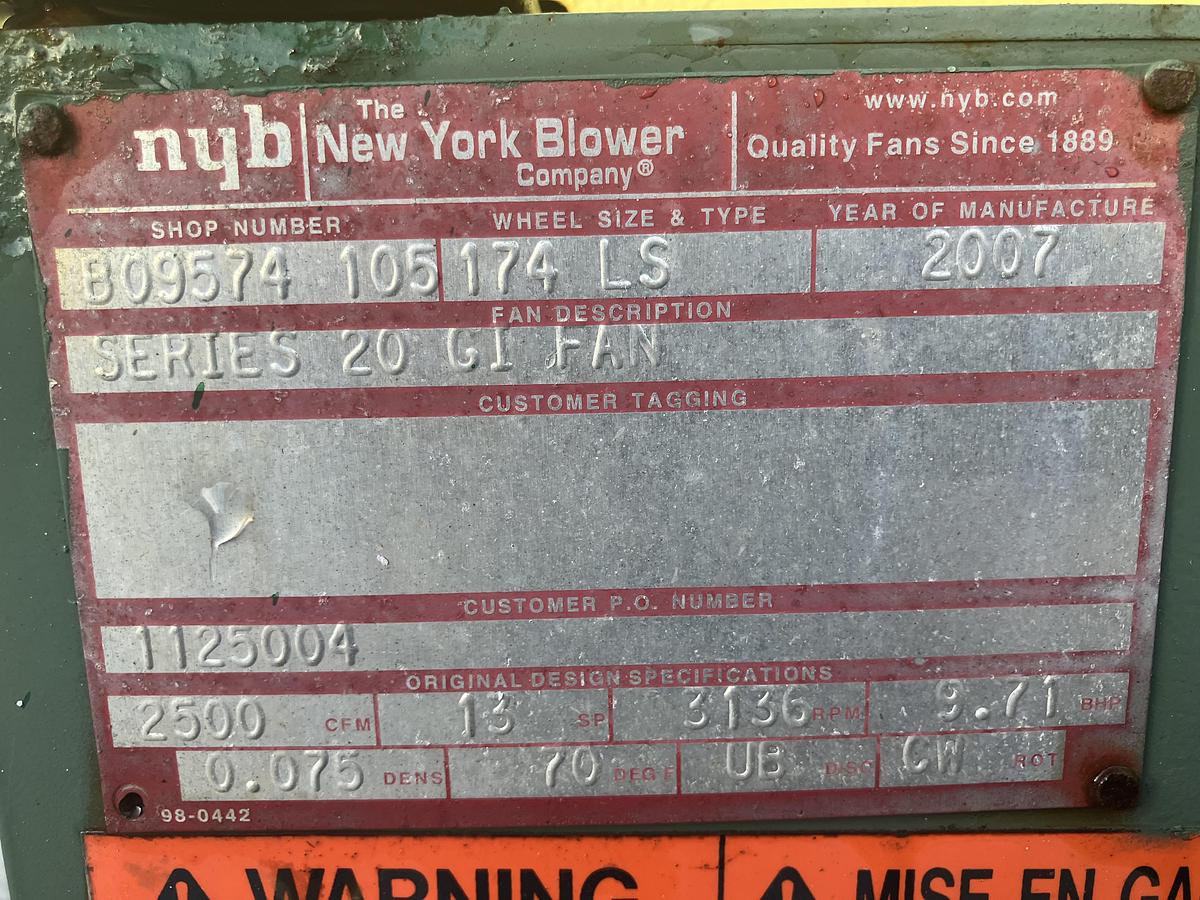 nyb The New York Blower Company® www.nyb.com
Quality Fans Since 1889
SHOP NUMBER WHEEL SIZE & TYPE YEAR OF MANUFACTURE
B09574 105 174 LS 2007
FAN DESCRIPTION
SERIES 20 GI FAN
CUSTOMER TAGGING
CUSTOMER P.O. NUMBER
1125004
ORIGINAL DESIGN SPECIFICATIONS
2500 CFM 13 SP 3136 RPM 9.71 BHP
0.075 DENS 70 DEG F UB DISC CW ROT
98-0442
WARNING MISE EN GA